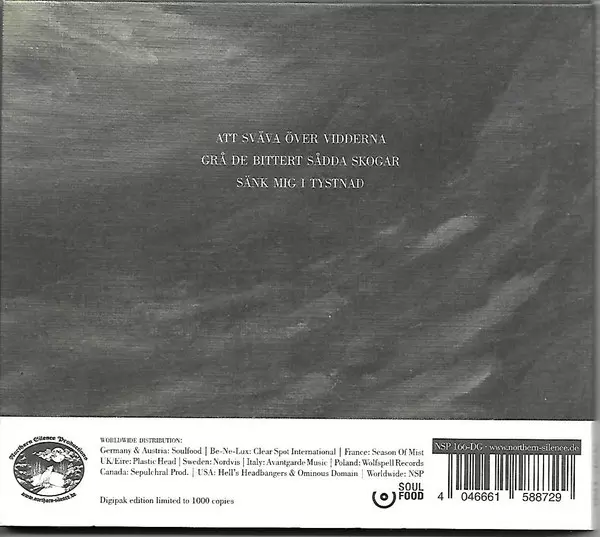 ATT SVÄVA ÖVER VIDDERNA
GRÅ DE BITTERT SÅDDA SKOGAR
SÄNK MIG I TYSTNAD
Northern Silence Productions
www.northern-silence.de
WORLDWIDE DISTRIBUTION:
Germany & Austria: Soulfood | Be-Ne-Lux: Clear Spot International | France: Season Of Mist
UK/Eire: Plastic Head | Sweden: Nordvis | Italy: Avantgarde Music | Poland: Wolfspell Records
Canada: Sepulchral Prod. | USA: Hell's Headbangers & Ominous Domain | Worldwide: NSP
Digipak edition limited to 1000 copies
SOUL
FOOD
NSP 166-DG · www.northern-silence.de
4 046661 588729